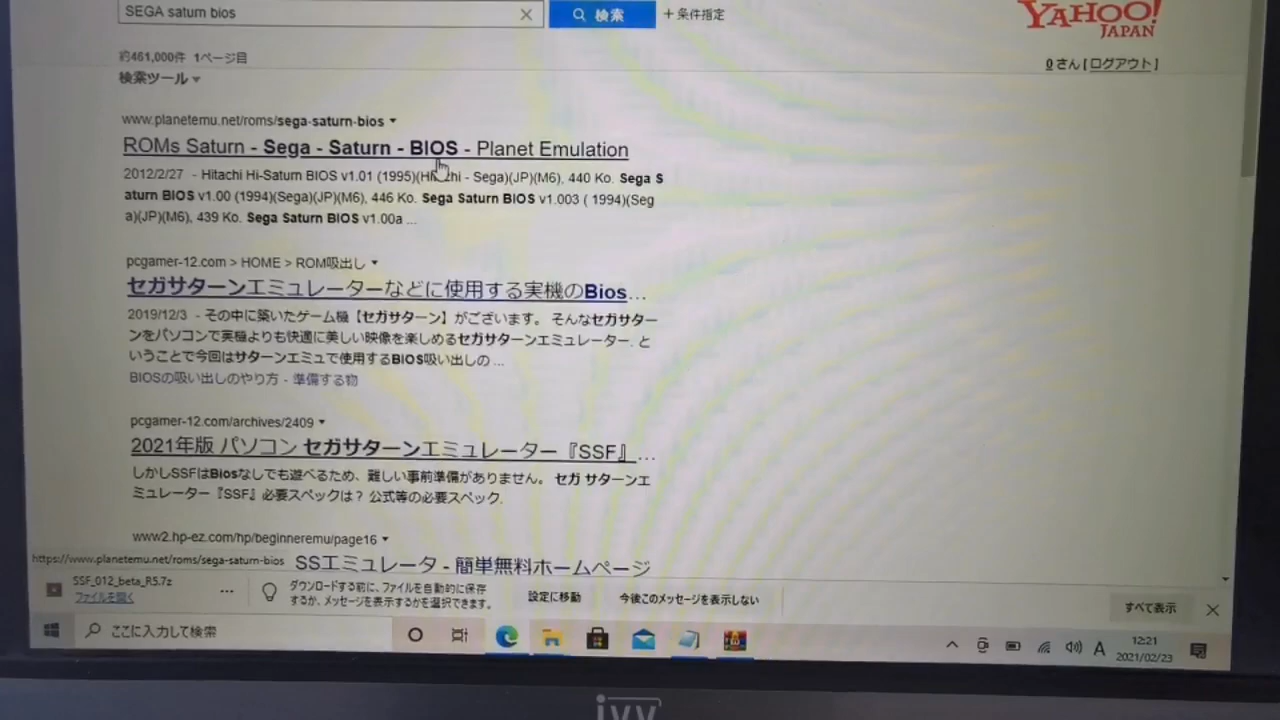 SEGA saturn bios
検索
+条件指定
YAHOO!
JAPAN
約461,000件 1ページ目
さん [ログアウト]
検索ツール
www.planetemu.net/roms/sega-saturn-bios
ROMs Saturn - Sega - Saturn - BIOS - Planet Emulation
2012/2/27 - Hitachi Hi-Saturn BIOS v1.01 (1995)(Hitachi - Sega)(JP)(M6), 440 Ko. Sega S
aturn BIOS v1.00 (1994)(Sega)(JP)(M6), 446 Ko. Sega Saturn BIOS v1.003 ( 1994)(Seg
a)(JP)(M6), 439 Ko. Sega Saturn BIOS v1.00a ...
pcgamer-12.com > HOME > ROM吸出し
セガサターンエミュレーターなどに使用する実機のBios...
2019/12/3 - その中に築いたゲーム機【セガサターン】がございます。 そんなセガサター
ンをパソコンで実機よりも快適に美しい映像を楽しめるセガサターンエミュレーター. と
いうことで今回はサターンエミュで使用するBIOS吸い出しの ...
BIOSの吸い出しのやり方 - 準備する物
pcgamer-12.com/archives/2409
2021年版 パソコン セガサターンエミュレーター『SSF』...
しかしSSFはBiosなしでも遊べるため、難しい事前準備がありません。 セガ サターンエ
ミュレーター『SSF』必要スペックは? 公式等の必要スペック.
www2.hp-ez.com/hp/beginneremu/page16
https://www.planetemu.net/roms/sega-saturn-bios
SSエミュレータ - 簡単無料ホームページ
SSF_012_beta_R5.7z
ファイルを開く
ダウンロードする前に、ファイルを自動的に保存
するか、メッセージを表示するかを選択できます。
設定に移動
今後このメッセージを表示しない
すべて表示
ここに入力して検索
A
12:21
2021/02/23